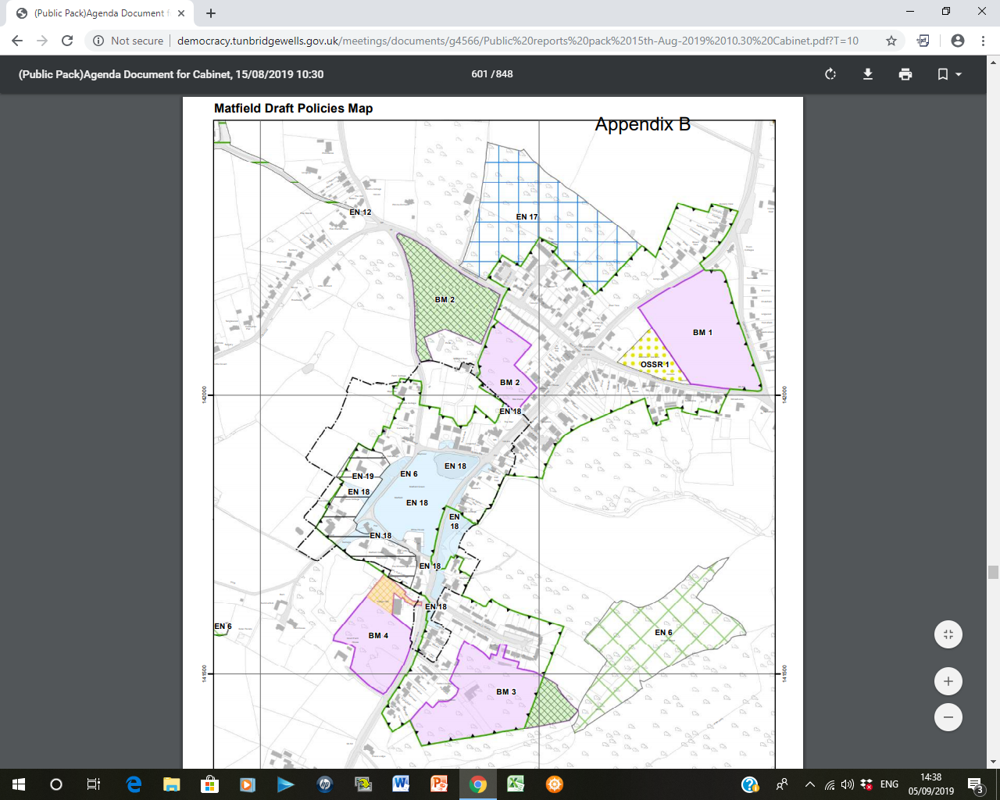 (Public Pack)Agenda Document f
Not secure
democracy.tunbridgewells.gov.uk/meetings/documents/g4566/Public%20reports%20pack%2015th-Aug-2019%2010.30%20Cabinet.pdf?T=10
(Public Pack)Agenda Document for Cabinet, 15/08/2019 10:30
601 / 848
Matfield Draft Policies Map
Appendix B
EN 12
EN 17
BM 2
BM 1
OSSR 1
BM 2
142000
142000
EN 18
EN 18
EN 6
EN 19
EN 18
EN 18
EN
18
EN 18
EN 18
EN 18
EN 6
EN 6
BM 4
141500
141500
BM 3
ENG
14:38
05/09/2019
3